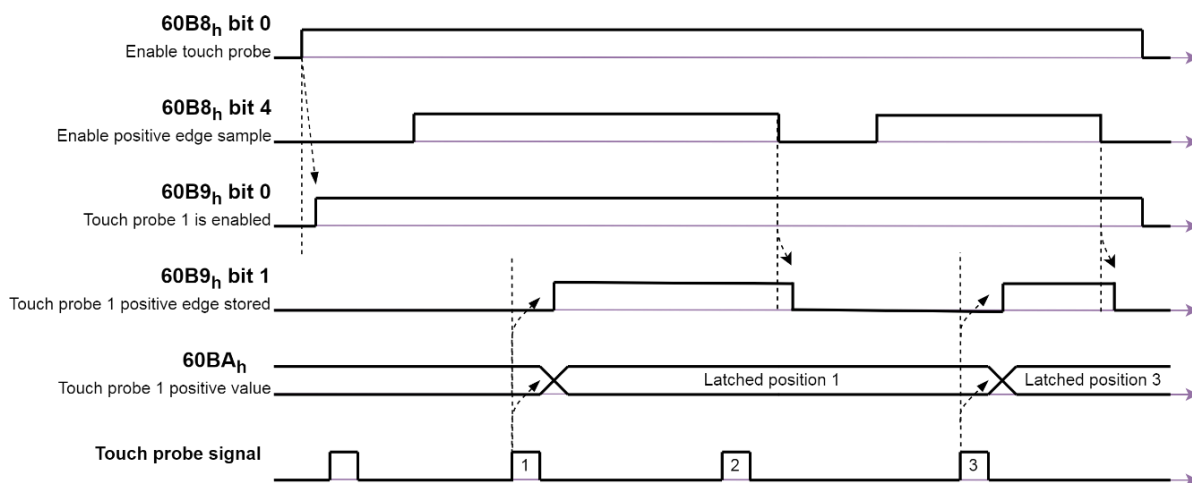 60B8h bit 0
Enable touch probe
60B8h bit 4
Enable positive edge sample
60B9h bit 0
Touch probe 1 is enabled
60B9h bit 1
Touch probe 1 positive edge stored
60BAh
Touch probe 1 positive value
Latched position 1
Latched position 3
Touch probe signal
1
2
3